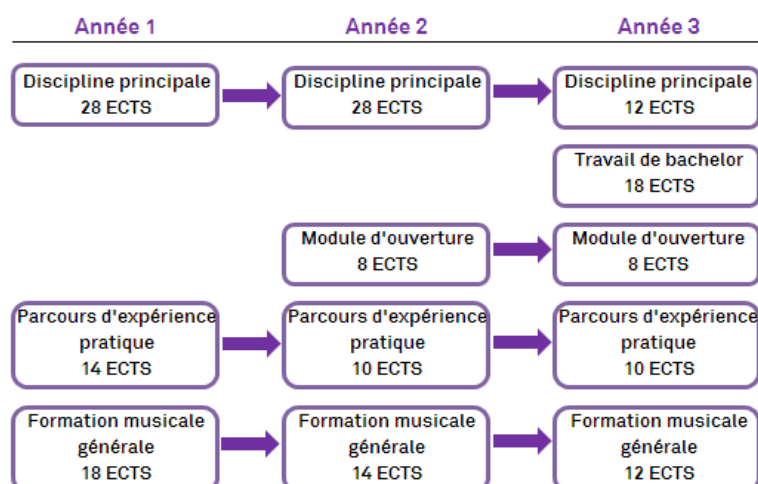 Année 1
Année 2
Année 3
Discipline principale
28 ECTS
Discipline principale
28 ECTS
Discipline principale
12 ECTS
Travail de bachelor
18 ECTS
Module d'ouverture
8 ECTS
Module d'ouverture
8 ECTS
Parcours d'expérience
pratique
14 ECTS
Parcours d'expérience
pratique
10 ECTS
Parcours d'expérience
pratique
10 ECTS
Formation musicale
générale
18 ECTS
Formation musicale
générale
14 ECTS
Formation musicale
générale
12 ECTS